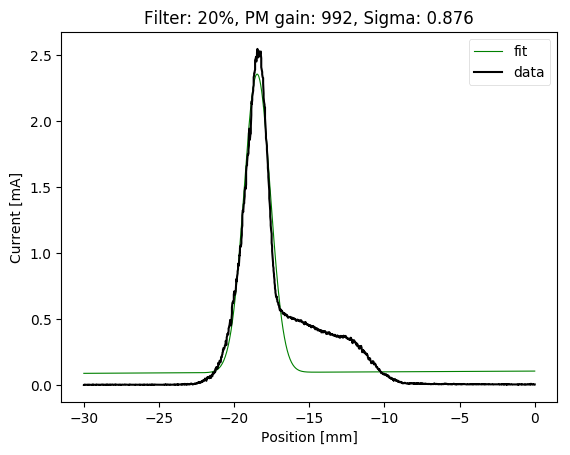 Filter: 20%, PM gain: 992, Sigma: 0.876
fit
data
2.5
2.0
1.5
1.0
0.5
0.0
Current [mA]
−30 −25 −20 −15 −10 −5 0
Position [mm]